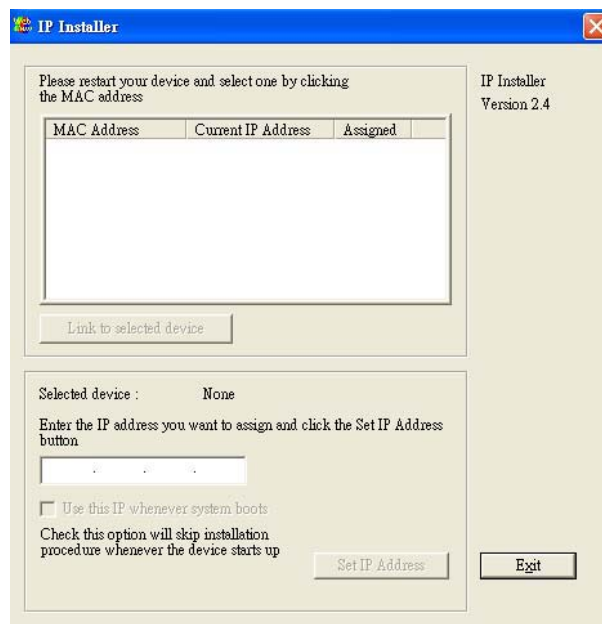 IP Installer
Please restart your device and select one by clicking
the MAC address
MAC Address Current IP Address Assigned
Link to selected device
IP Installer
Version 2.4
Selected device : None
Enter the IP address you want to assign and click the Set IP Address
button
. . .
Use this IP whenever system boots
Check this option will skip installation
procedure whenever the device starts up
Set IP Address
Exit